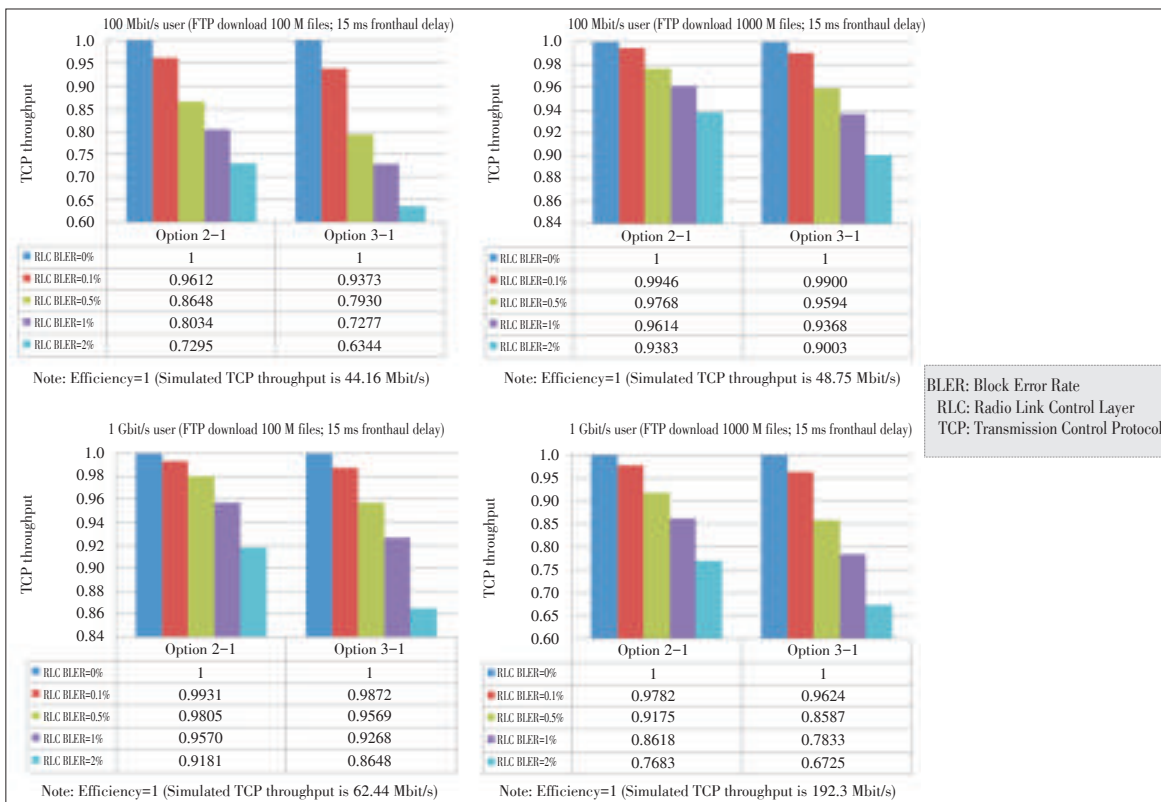 100 Mbit/s user (FTP download 100 M files; 15 ms fronthaul delay)
TCP throughput
1.0
0.95
0.90
0.85
0.80
0.75
0.70
0.65
0.60
Option 2-1 Option 3-1
RLC BLER=0% 1 1
RLC BLER=0.1% 0.9612 0.9373
RLC BLER=0.5% 0.8648 0.7930
RLC BLER=1% 0.8034 0.7277
RLC BLER=2% 0.7295 0.6344
Note: Efficiency=1 (Simulated TCP throughput is 44.16 Mbit/s)
100 Mbit/s user (FTP download 1000 M files; 15 ms fronthaul delay)
TCP throughput
1.0
0.98
0.96
0.94
0.92
0.90
0.88
0.86
0.84
Option 2-1 Option 3-1
RLC BLER=0% 1 1
RLC BLER=0.1% 0.9946 0.9900
RLC BLER=0.5% 0.9768 0.9594
RLC BLER=1% 0.9614 0.9368
RLC BLER=2% 0.9383 0.9003
Note: Efficiency=1 (Simulated TCP throughput is 48.75 Mbit/s)
1 Gbit/s user (FTP download 100 M files; 15 ms fronthaul delay)
TCP throughput
1.0
0.98
0.96
0.94
0.92
0.90
0.88
0.86
0.84
Option 2-1 Option 3-1
RLC BLER=0% 1 1
RLC BLER=0.1% 0.9931 0.9872
RLC BLER=0.5% 0.9805 0.9569
RLC BLER=1% 0.9570 0.9268
RLC BLER=2% 0.9181 0.8648
Note: Efficiency=1 (Simulated TCP throughput is 62.44 Mbit/s)
1 Gbit/s user (FTP download 1000 M files; 15 ms fronthaul delay)
TCP throughput
1.0
0.95
0.90
0.85
0.80
0.75
0.70
0.65
0.60
Option 2-1 Option 3-1
RLC BLER=0% 1 1
RLC BLER=0.1% 0.9782 0.9624
RLC BLER=0.5% 0.9175 0.8587
RLC BLER=1% 0.8618 0.7833
RLC BLER=2% 0.7683 0.6725
Note: Efficiency=1 (Simulated TCP throughput is 192.3 Mbit/s)
BLER: Block Error Rate
RLC: Radio Link Control Layer
TCP: Transmission Control Protocol